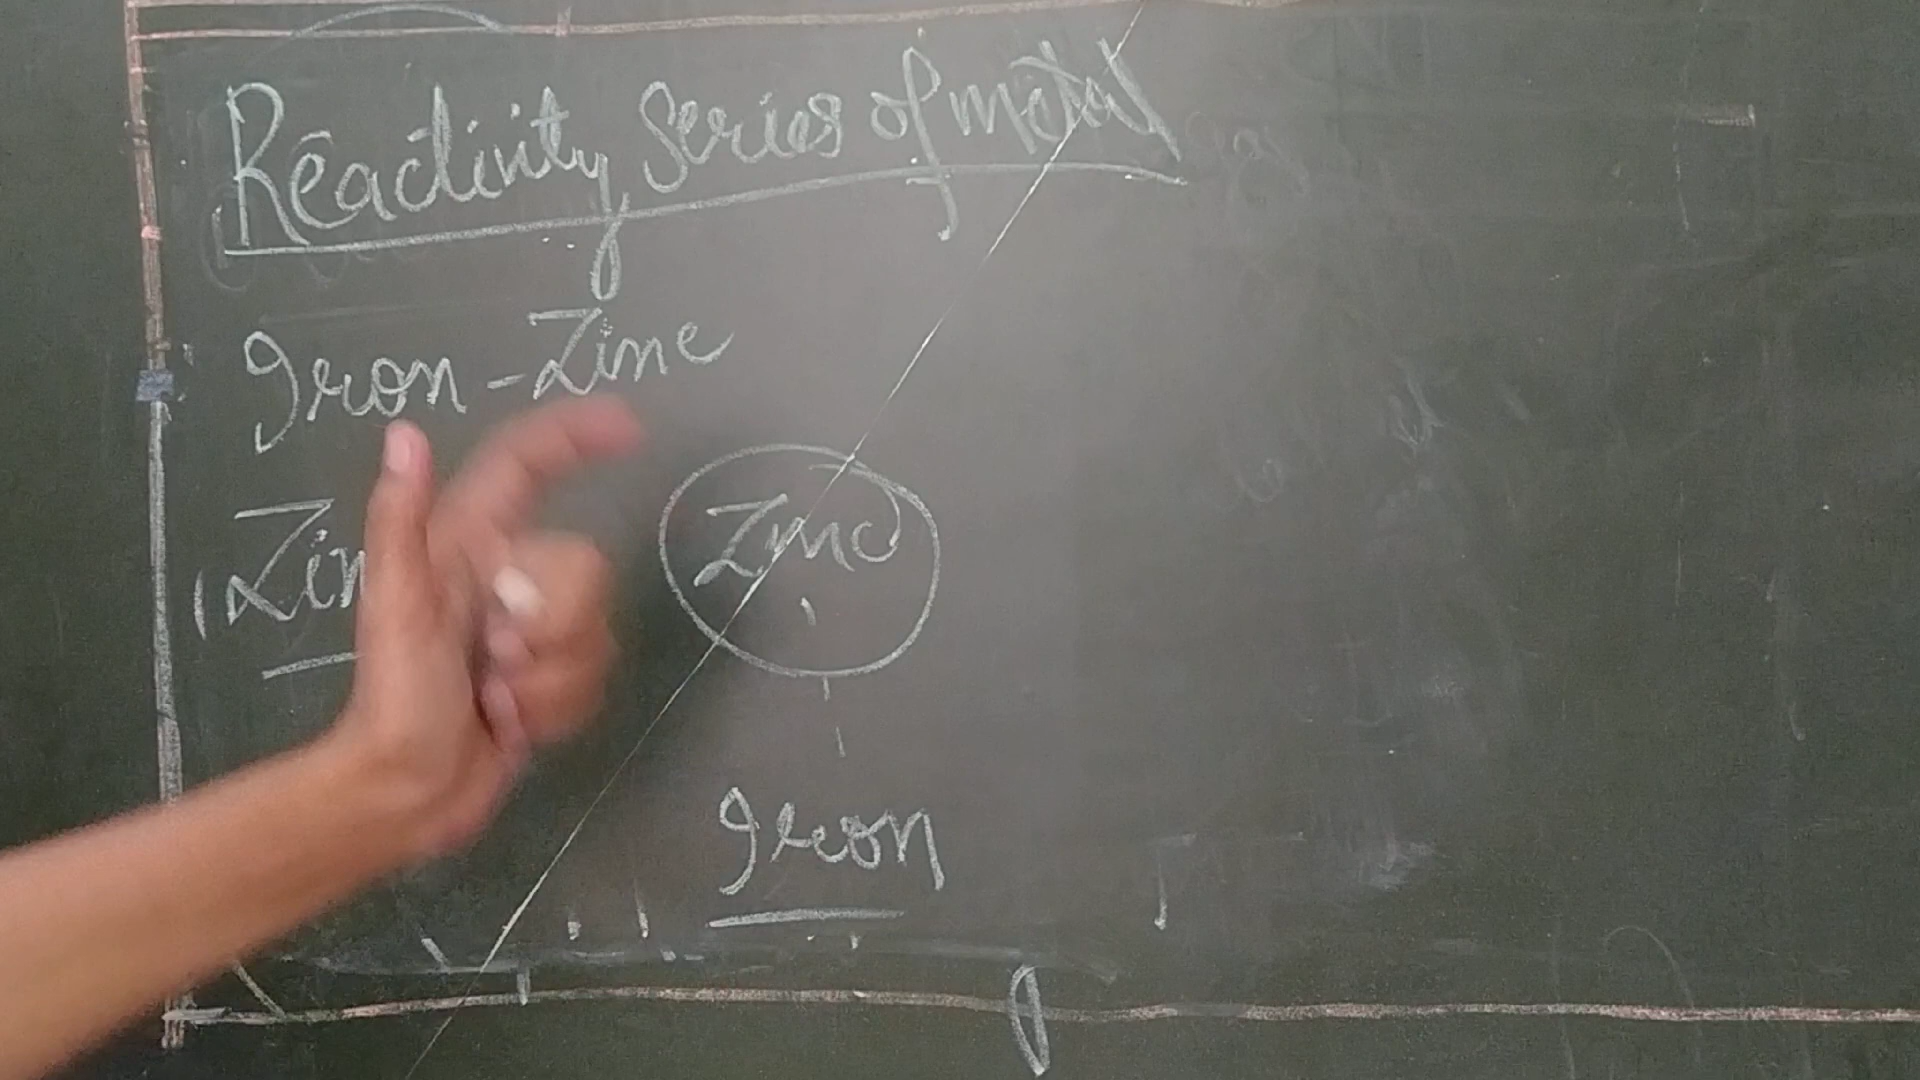 Reactivity Series of metal
Iron - Zinc
Zinc
Iron